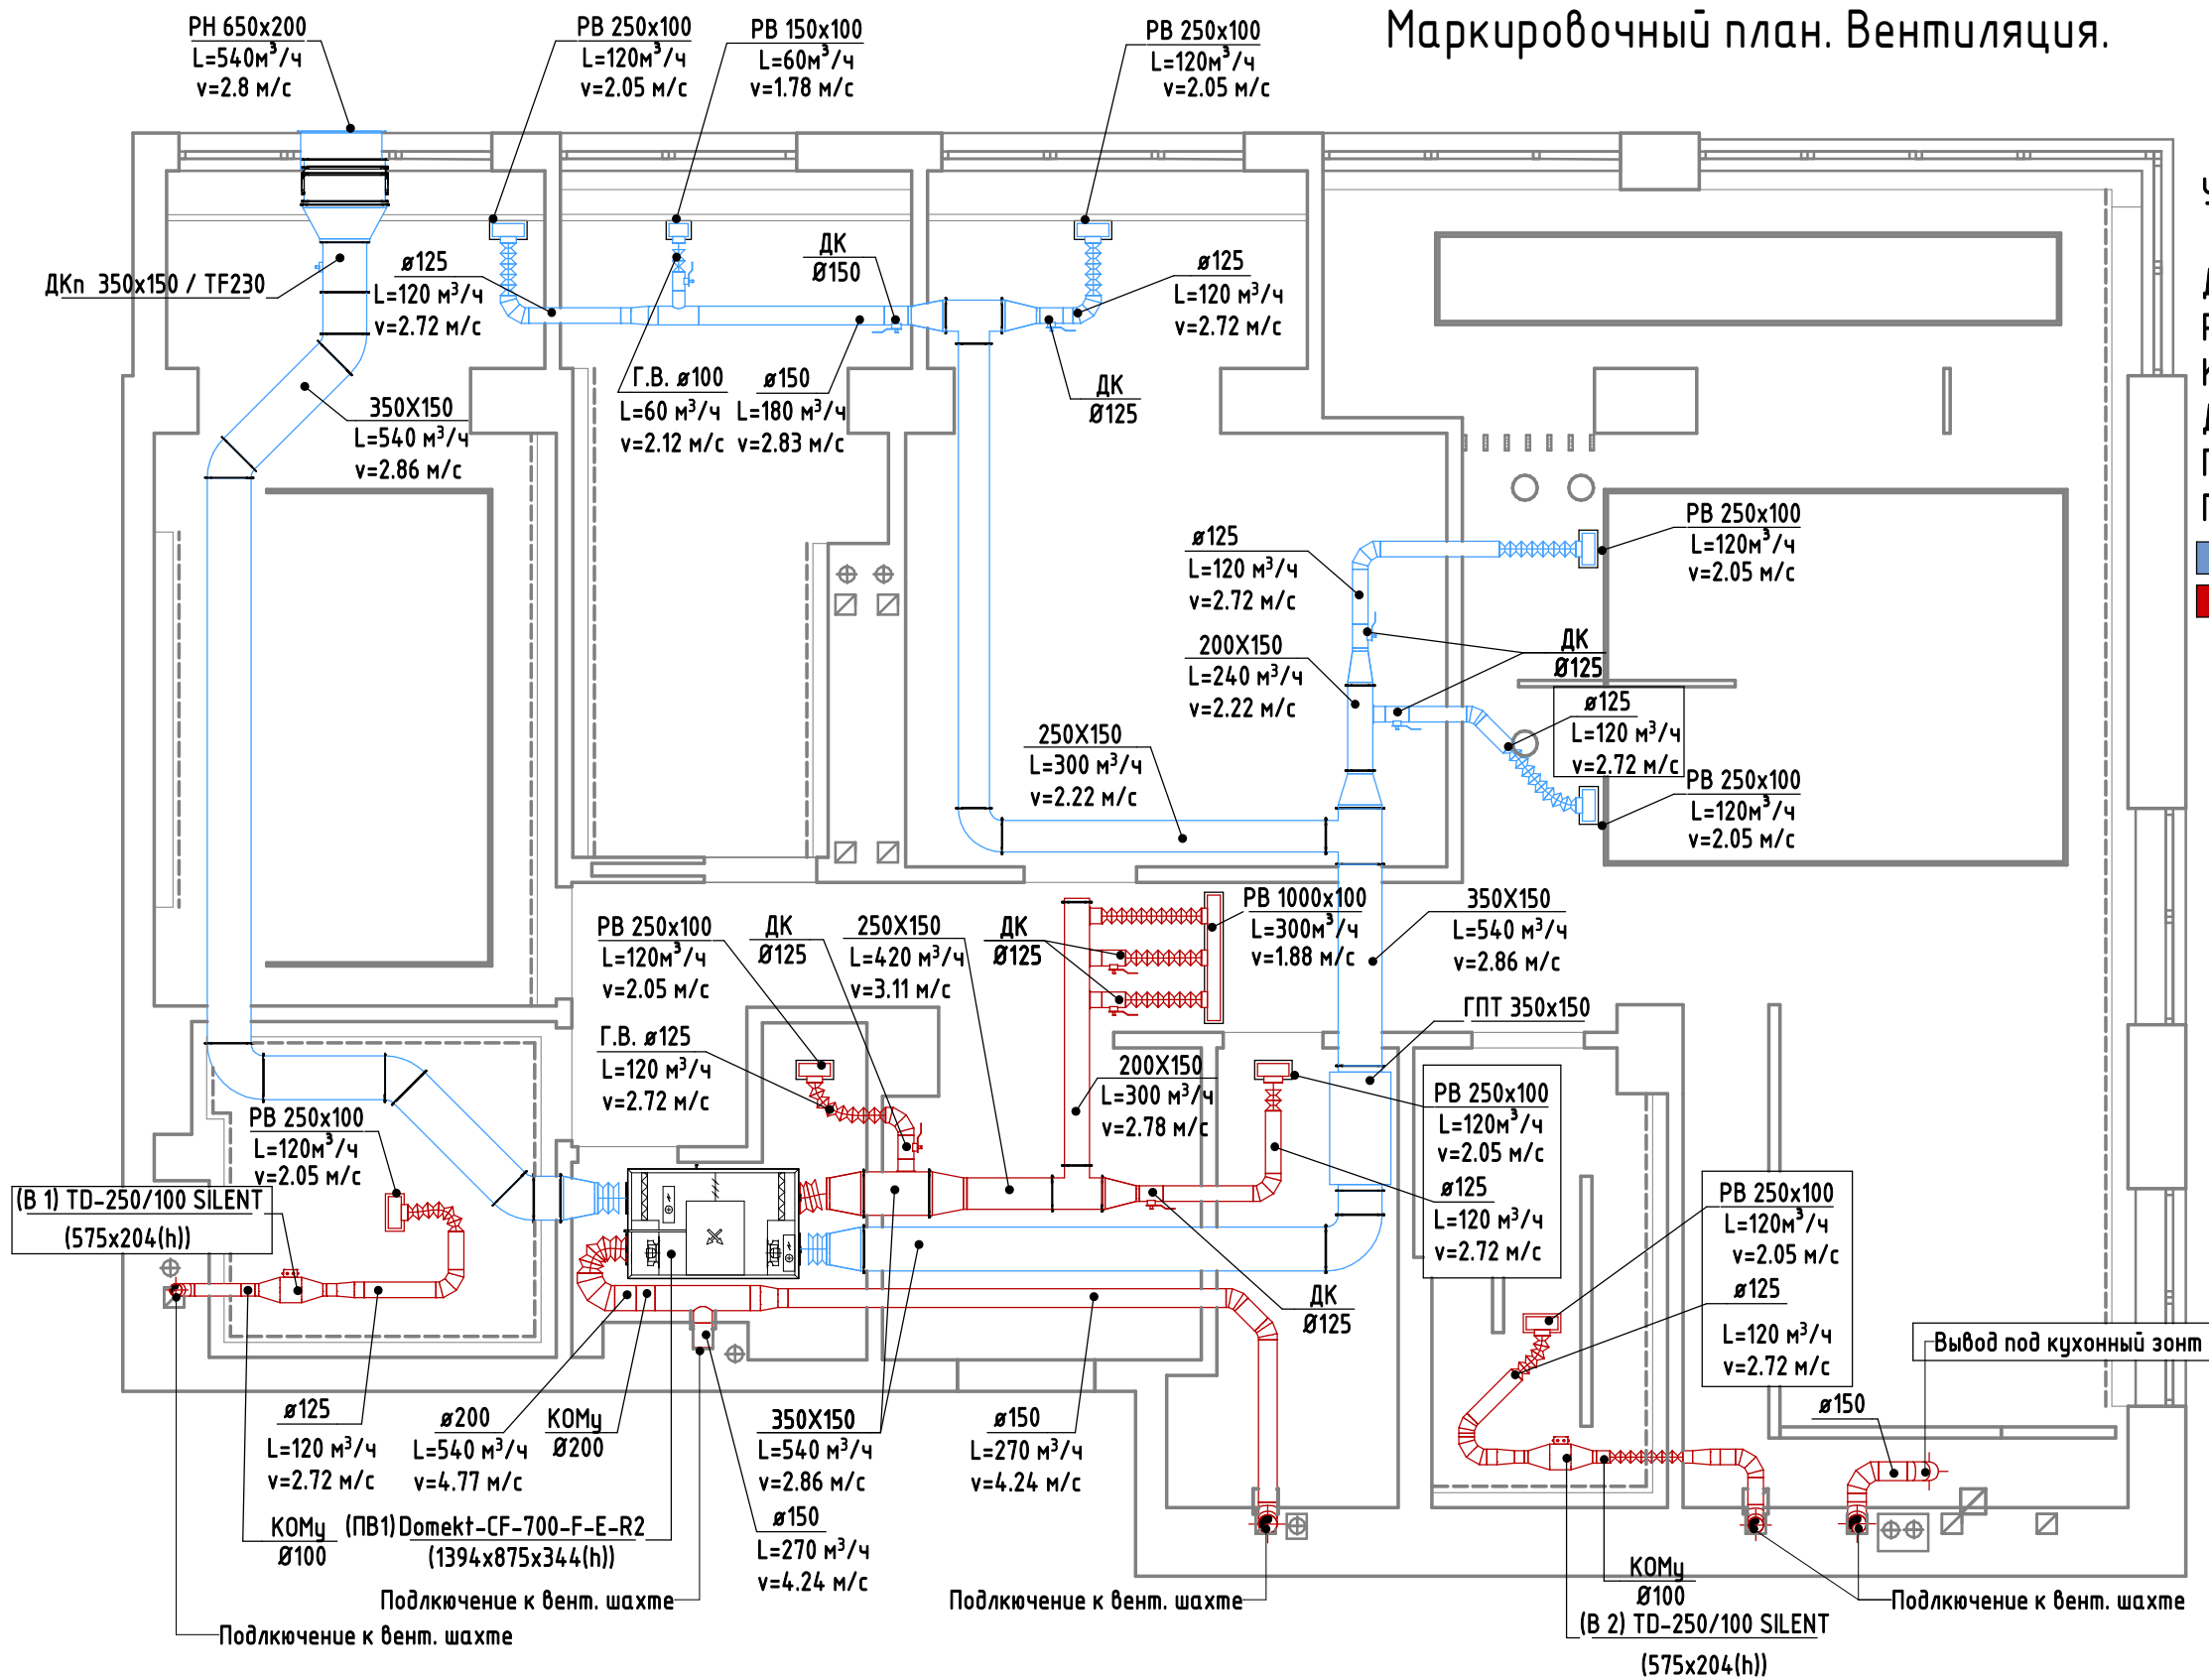 Маркировочный план. Вентиляция.
РН 650х200
L=540м³/ч
v=2.8 м/с
РВ 250х100
L=120м³/ч
v=2.05 м/с
РВ 150х100
L=60м³/ч
v=1.78 м/с
РВ 250х100
L=120м³/ч
v=2.05 м/с
ДКп 350х150 / TF230
ø125
L=120 м³/ч
v=2.72 м/с
ДК
Ø150
ø125
L=120 м³/ч
v=2.72 м/с
350Х150
L=540 м³/ч
v=2.86 м/с
Г.В. ø100
L=60 м³/ч
v=2.12 м/с
ø150
L=180 м³/ч
v=2.83 м/с
ДК
Ø125
РВ 250х100
L=120м³/ч
v=2.05 м/с
ø125
L=120 м³/ч
v=2.72 м/с
200Х150
L=240 м³/ч
v=2.22 м/с
ДК
Ø125
ø125
L=120 м³/ч
v=2.72 м/с
250Х150
L=300 м³/ч
v=2.22 м/с
РВ 250х100
L=120м³/ч
v=2.05 м/с
РВ 250х100
L=120м³/ч
v=2.05 м/с
ДК
Ø125
250Х150
L=420 м³/ч
v=3.11 м/с
ДК
Ø125
РВ 1000х100
L=300м³/ч
v=1.88 м/с
350Х150
L=540 м³/ч
v=2.86 м/с
ГПТ 350х150
Г.В. ø125
L=120 м³/ч
v=2.72 м/с
200Х150
L=300 м³/ч
v=2.78 м/с
РВ 250х100
L=120м³/ч
v=2.05 м/с
ø125
L=120 м³/ч
v=2.72 м/с
РВ 250х100
L=120м³/ч
v=2.05 м/с
(В 1) TD-250/100 SILENT
(575х204(h))
РВ 250х100
L=120м³/ч
v=2.05 м/с
ø125
L=120 м³/ч
v=2.72 м/с
ДК
Ø125
Вывод под кухонный зонт
ø150
ø125
L=120 м³/ч
v=2.72 м/с
ø200
L=540 м³/ч
v=4.77 м/с
КОМу
Ø200
350Х150
L=540 м³/ч
v=2.86 м/с
ø150
L=270 м³/ч
v=4.24 м/с
КОМу
Ø100
(ПВ1) Domekt-CF-700-F-E-R2
(1394х875х344(h))
ø150
L=270 м³/ч
v=4.24 м/с
КОМу
Ø100
(В 2) TD-250/100 SILENT
(575х204(h))
Подлкючение к вент. шахте
Подлкючение к вент. шахте
Подлкючение к вент. шахте
Подлкючение к вент. шахте